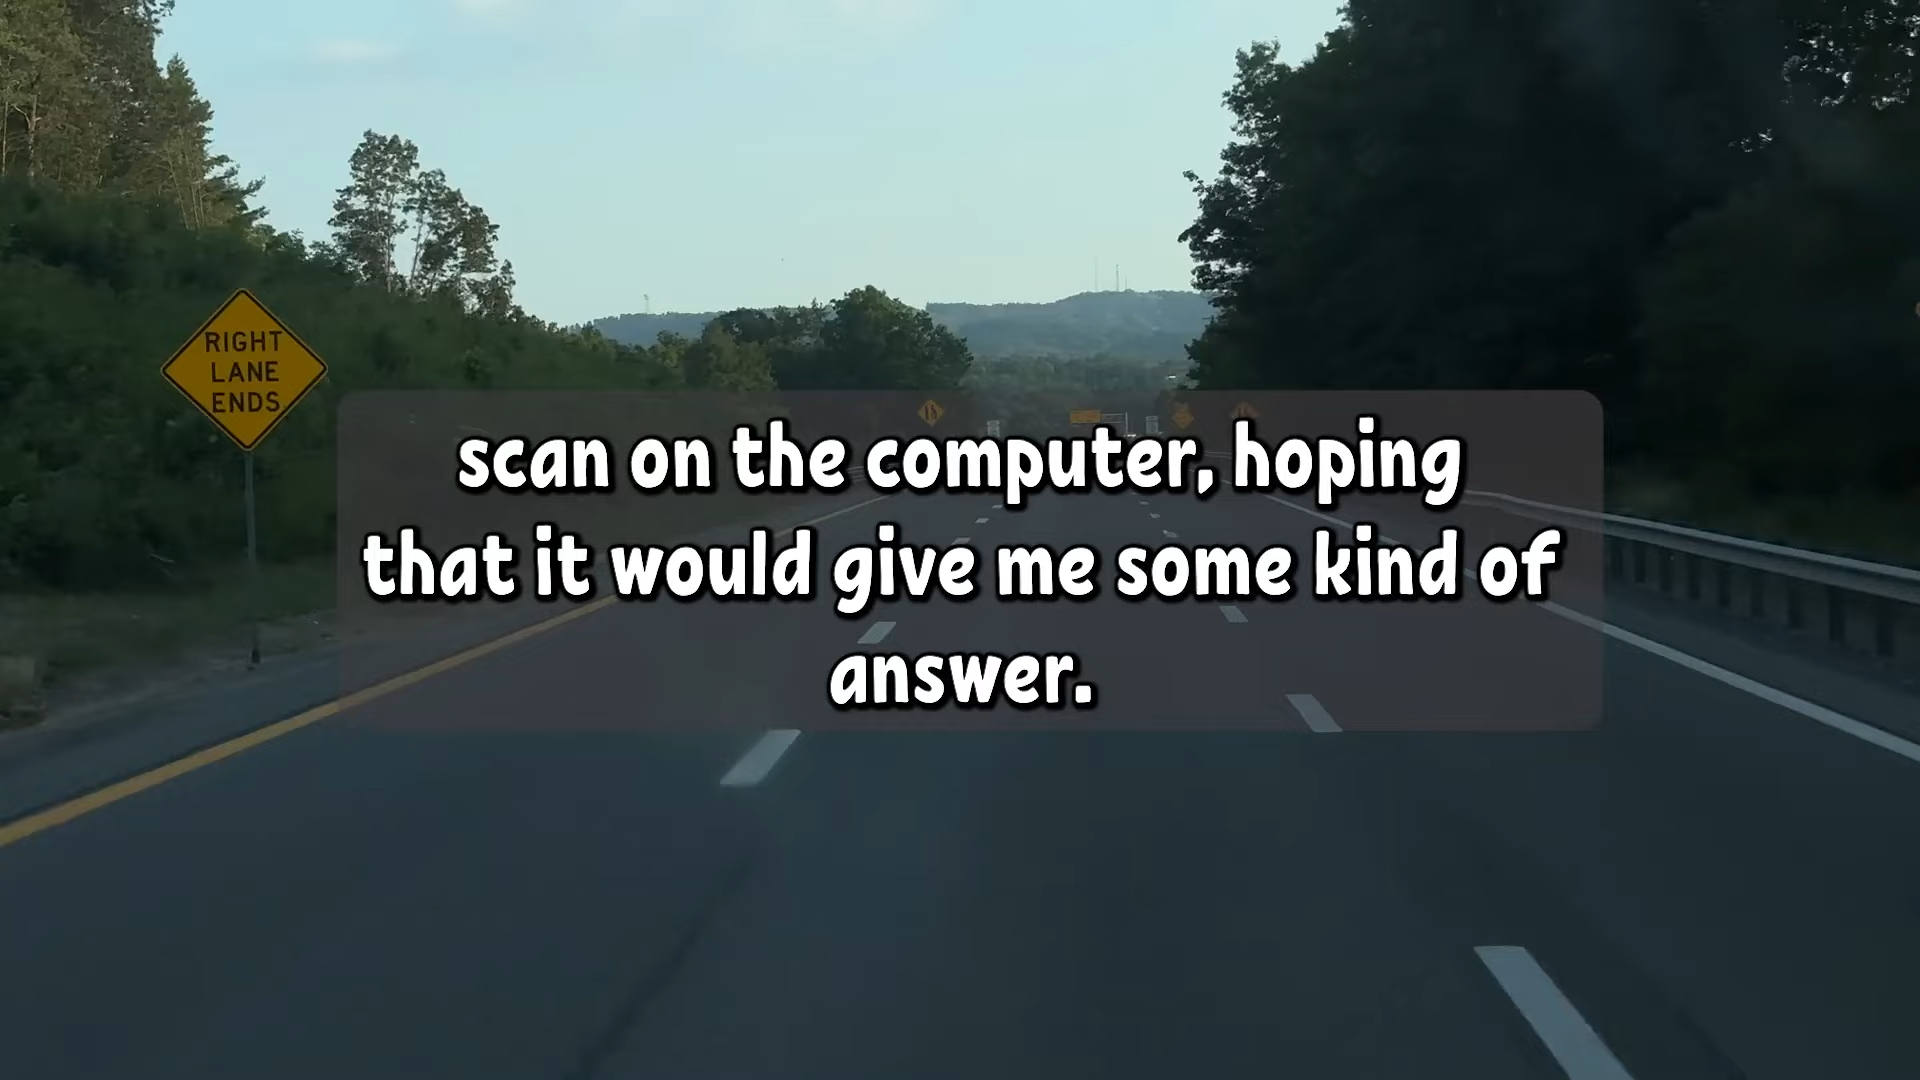 RIGHT
LANE
ENDS
scan on the computer, hoping
that it would give me some kind of
answer.